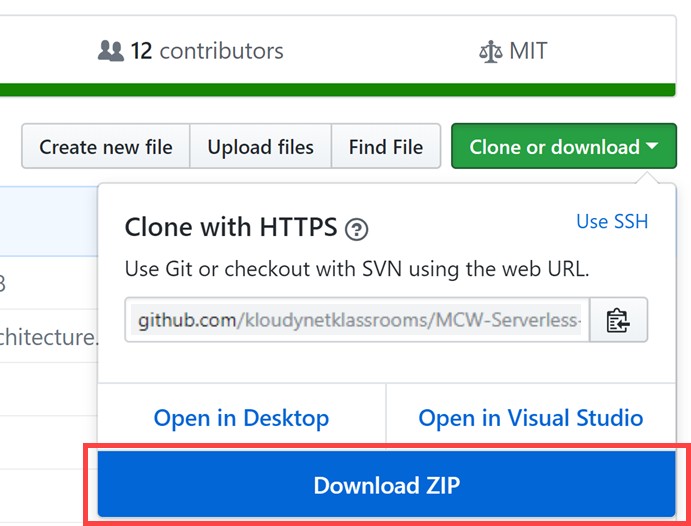 12 contributors
MIT
Create new file
Upload files
Find File
Clone or download
Clone with HTTPS
Use SSH
Use Git or checkout with SVN using the web URL.
github.com/kloudynetklassrooms/MCW-Serverless-
chitecture.
Open in Desktop
Open in Visual Studio
Download ZIP